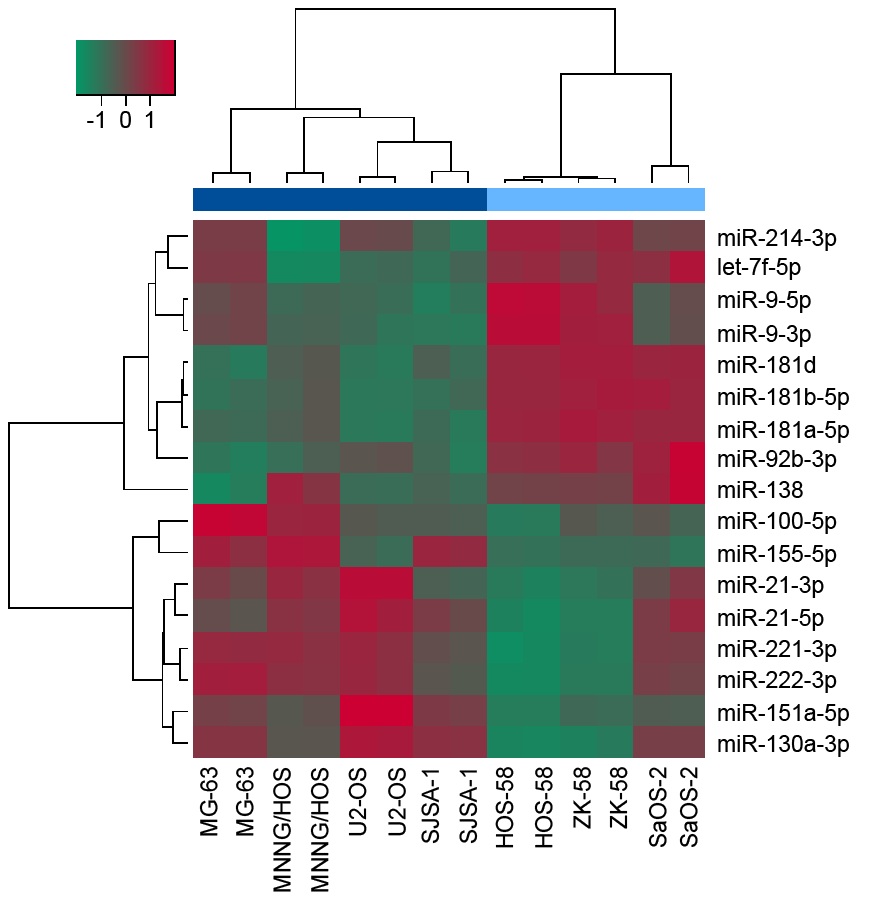 -1 0 1
miR-214-3p
let-7f-5p
miR-9-5p
miR-9-3p
miR-181d
miR-181b-5p
miR-181a-5p
miR-92b-3p
miR-138
miR-100-5p
miR-155-5p
miR-21-3p
miR-21-5p
miR-221-3p
miR-222-3p
miR-151a-5p
miR-130a-3p
MG-63
MG-63
MNNG/HOS
MNNG/HOS
U2-OS
U2-OS
SJSA-1
SJSA-1
HOS-58
HOS-58
ZK-58
ZK-58
SaOS-2
SaOS-2